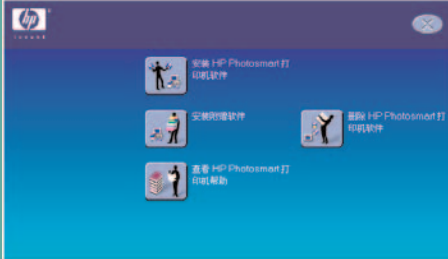 hp
invent
安装 HP Photosmart 打
印机软件
安装附赠软件
删除 HP Photosmart 打
印机软件
查看 HP Photosmart 打
印机帮助